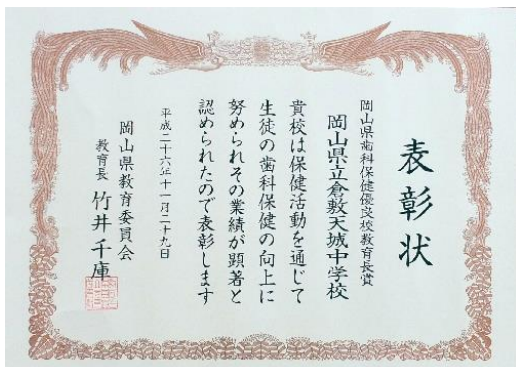 表彰状
岡山県歯科保健優良校教育長賞
岡山県立倉敷天城中学校
貴校は保健活動を通じて
生徒の歯科保健の向上に
努められその業績が顕著と
認められたので表彰します
平成二十六年十一月二十九日
岡山県教育委員会
教育長 竹井千庫